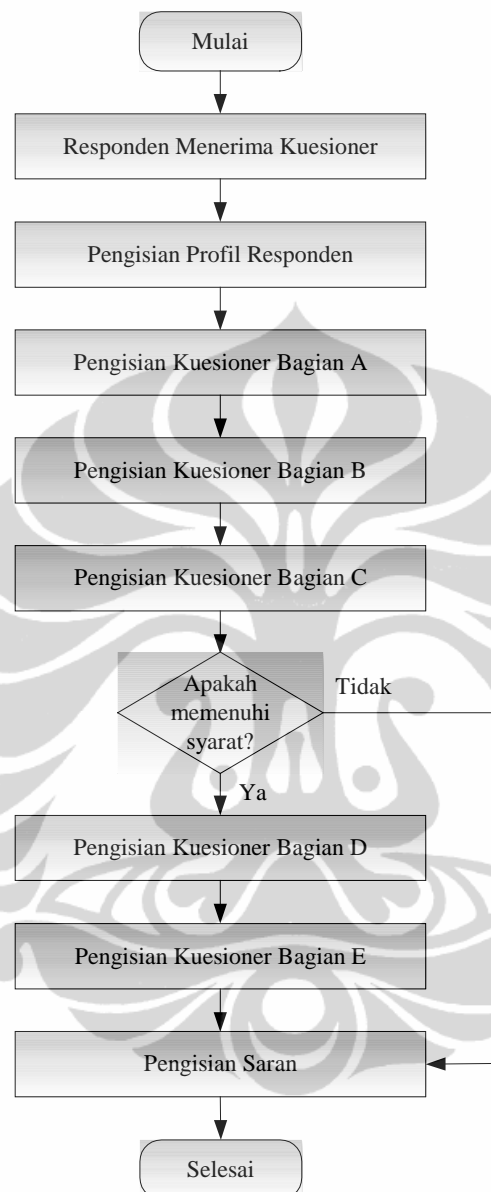 Mulai
Responden Menerima Kuesioner
Pengisian Profil Responden
Pengisian Kuesioner Bagian A
Pengisian Kuesioner Bagian B
Pengisian Kuesioner Bagian C
Apakah
memenuhi
syarat?
Tidak
Ya
Pengisian Kuesioner Bagian D
Pengisian Kuesioner Bagian E
Pengisian Saran
Selesai